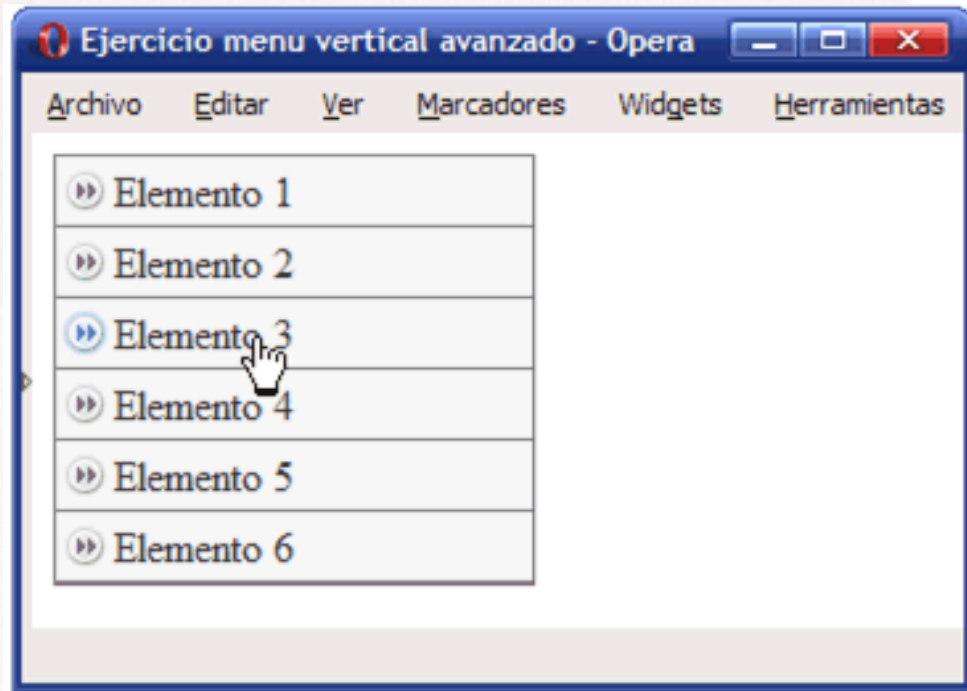 Ejercicio menu vertical avanzado - Opera
Archivo Editar Ver Marcadores Widgets Herramientas
Elemento 1
Elemento 2
Elemento 3
Elemento 4
Elemento 5
Elemento 6